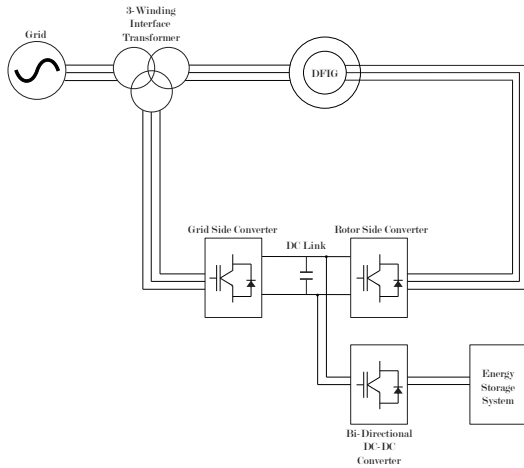 3-Winding
Interface
Transformer
Grid
DFIG
Grid Side Converter
DC Link
Rotor Side Converter
Energy
Storage
System
Bi-Directional
DC-DC
Converter